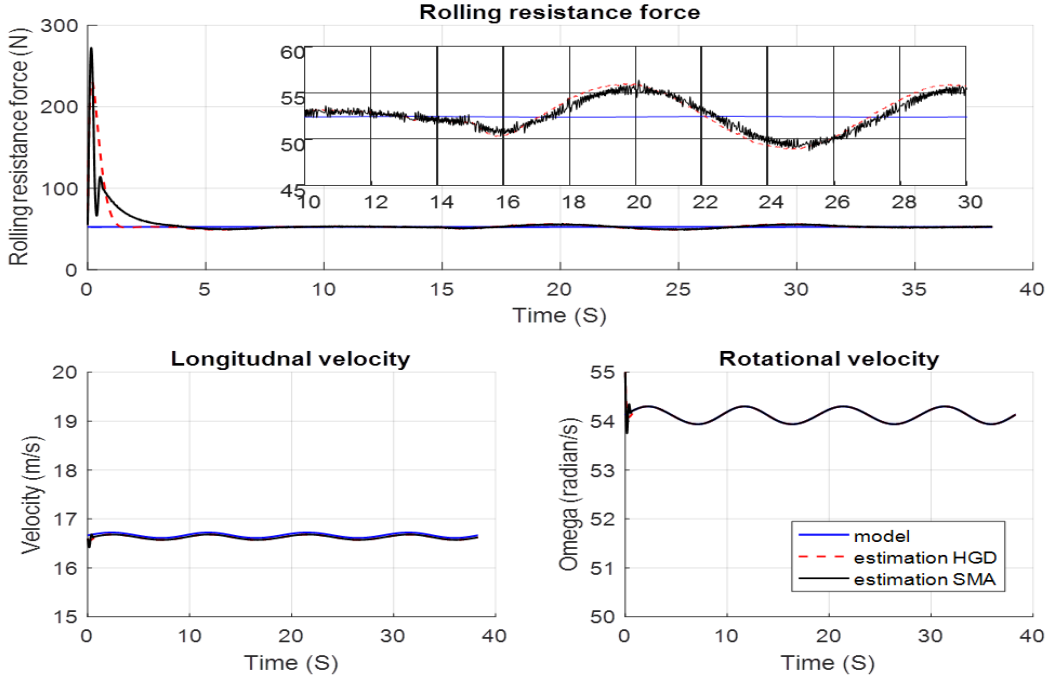 Rolling resistance force
Rolling resistance force (N)
300
200
100
0
60
55
50
45
10 12 14 16 18 20 22 24 26 28 30
0 5 10 15 20 25 30 35 40
Time (S)
Longitudnal velocity
Velocity (m/s)
20
19
18
17
16
15
0 10 20 30 40
Time (S)
Rotational velocity
Omega (radian/s)
55
54
53
52
51
50
0 10 20 30 40
Time (S)
model
estimation HGD
estimation SMA